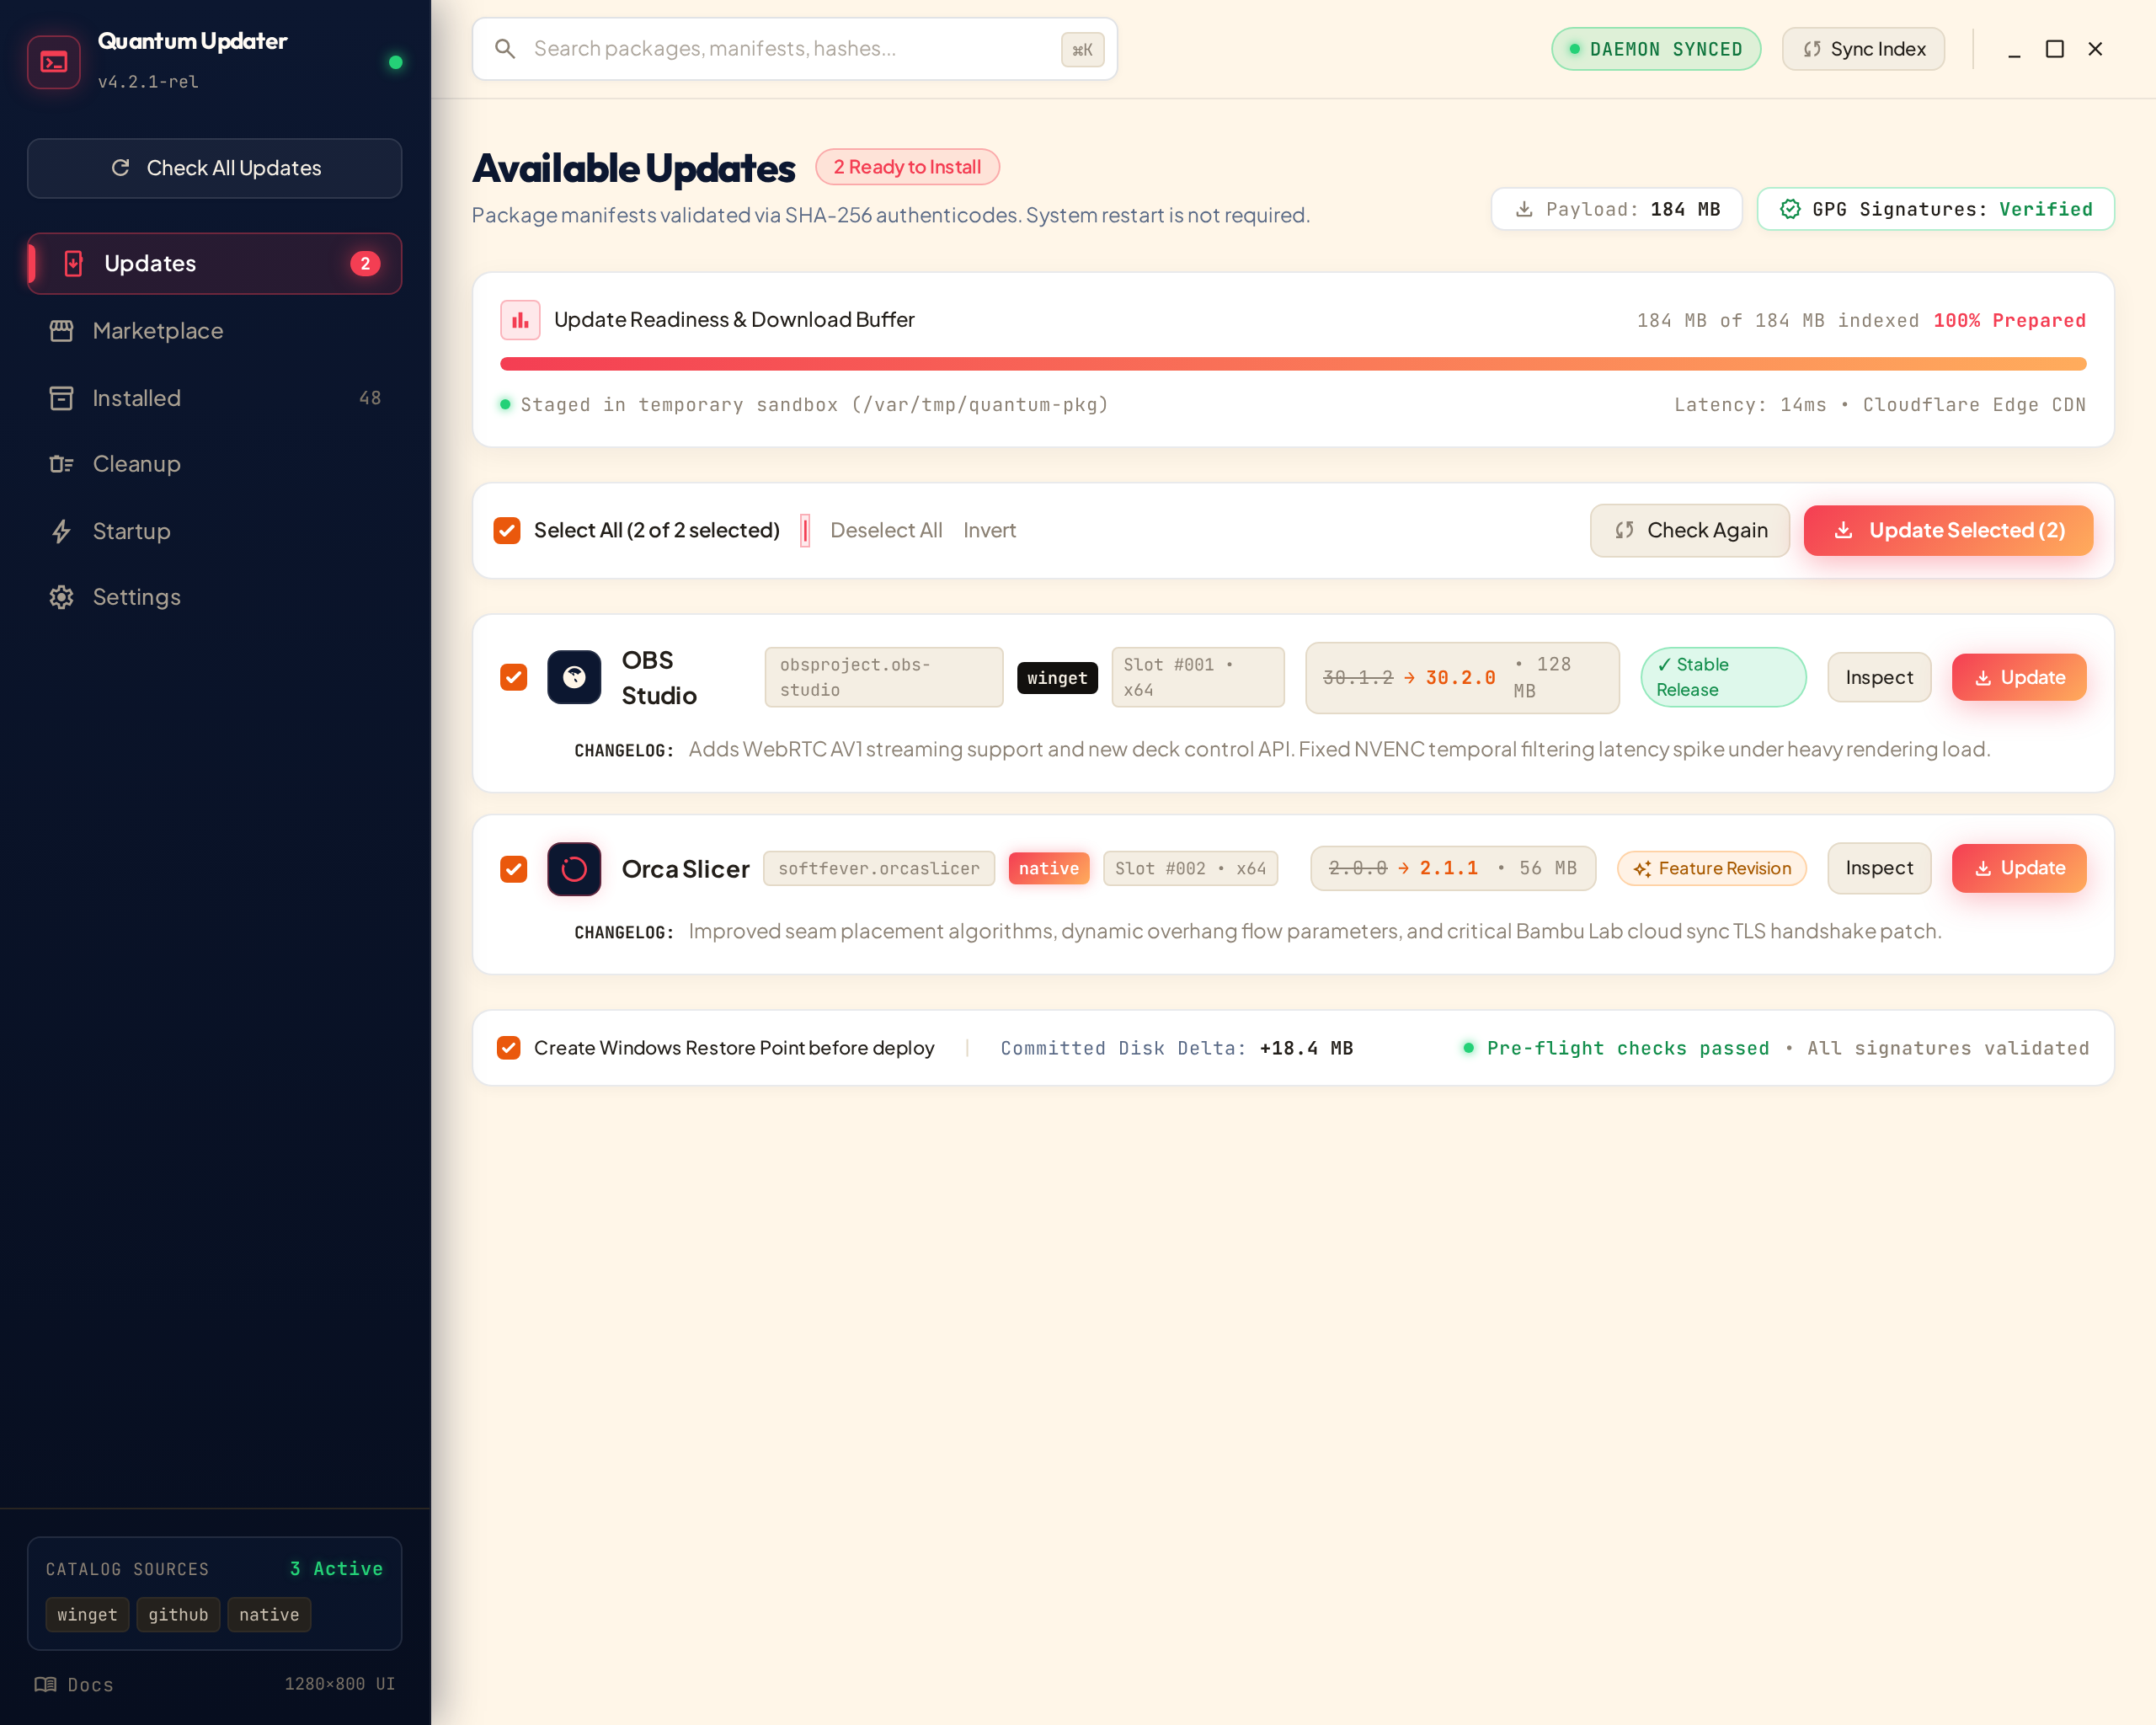 Quantum Updater
v4.2.1-rel
Check All Updates
Updates 2
Marketplace
Installed 48
Cleanup
Startup
Settings
CATALOG SOURCES 3 Active
winget github native
Docs 1280×800 UI
Search packages, manifests, hashes... ⌘K
DAEMON SYNCED Sync Index
Available Updates 2 Ready to Install
Package manifests validated via SHA-256 authenticodes. System restart is not required.
Payload: 184 MB GPG Signatures: Verified
Update Readiness & Download Buffer 184 MB of 184 MB indexed 100% Prepared
Staged in temporary sandbox (/var/tmp/quantum-pkg) Latency: 14ms • Cloudflare Edge CDN
Select All (2 of 2 selected) | Deselect All Invert Check Again Update Selected (2)
OBS
Studio
obsproject.obs-
studio
winget
Slot #001 •
x64
30.1.2 → 30.2.0
• 128
MB
✓ Stable
Release
Inspect Update
CHANGELOG: Adds WebRTC AV1 streaming support and new deck control API. Fixed NVENC temporal filtering latency spike under heavy rendering load.
Orca Slicer softfever.orcaslicer native Slot #002 • x64 2.0.0 → 2.1.1 • 56 MB Feature Revision Inspect Update
CHANGELOG: Improved seam placement algorithms, dynamic overhang flow parameters, and critical Bambu Lab cloud sync TLS handshake patch.
Create Windows Restore Point before deploy | Committed Disk Delta: +18.4 MB Pre-flight checks passed • All signatures validated